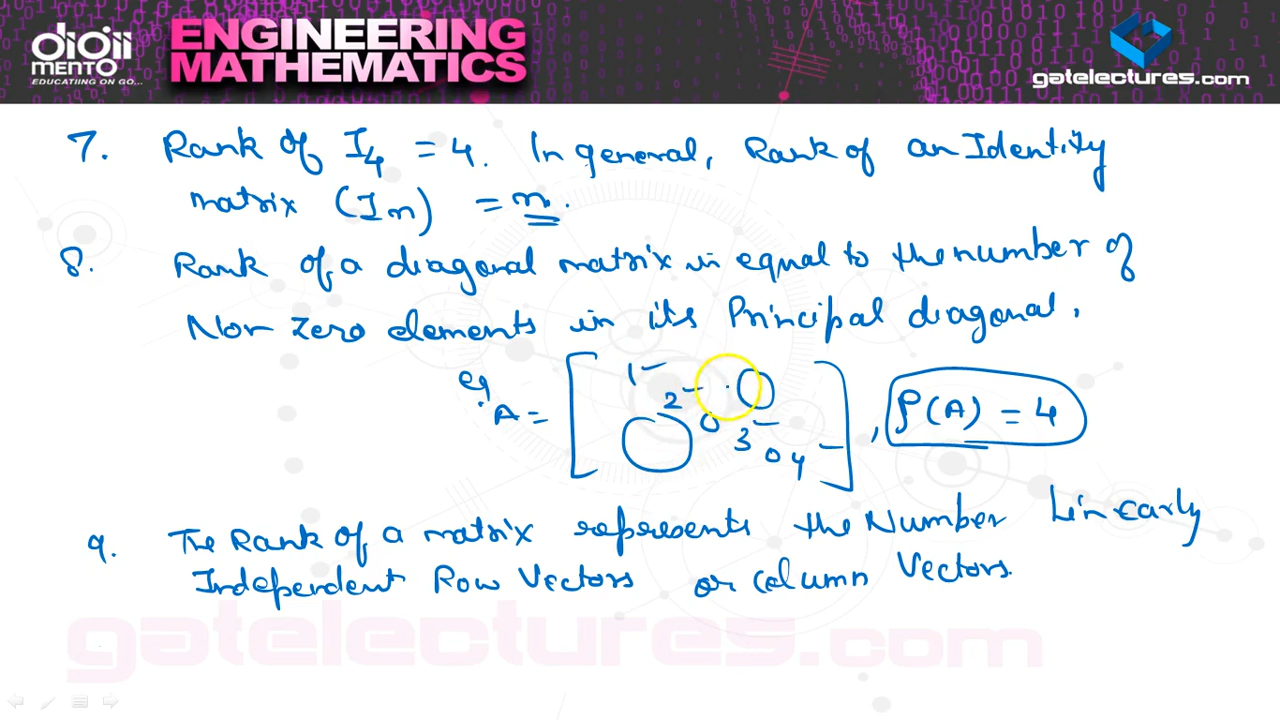 digii
MENTO
EDUCATIING ON GO...
ENGINEERING
MATHEMATICS
gatelectures.com
7. Rank of I4 = 4. In general, Rank of an Identity
matrix (In) = n.
8. Rank of a diagonal matrix is equal to the number of
Non zero elements in its Principal diagonal.
eg
A = [ 1 2 0 0 3 0 0 4 ] , ρ(A) = 4
9. The Rank of a matrix represents the Number Linearly
Independent Row Vectors or column Vectors.
gatelectures.com